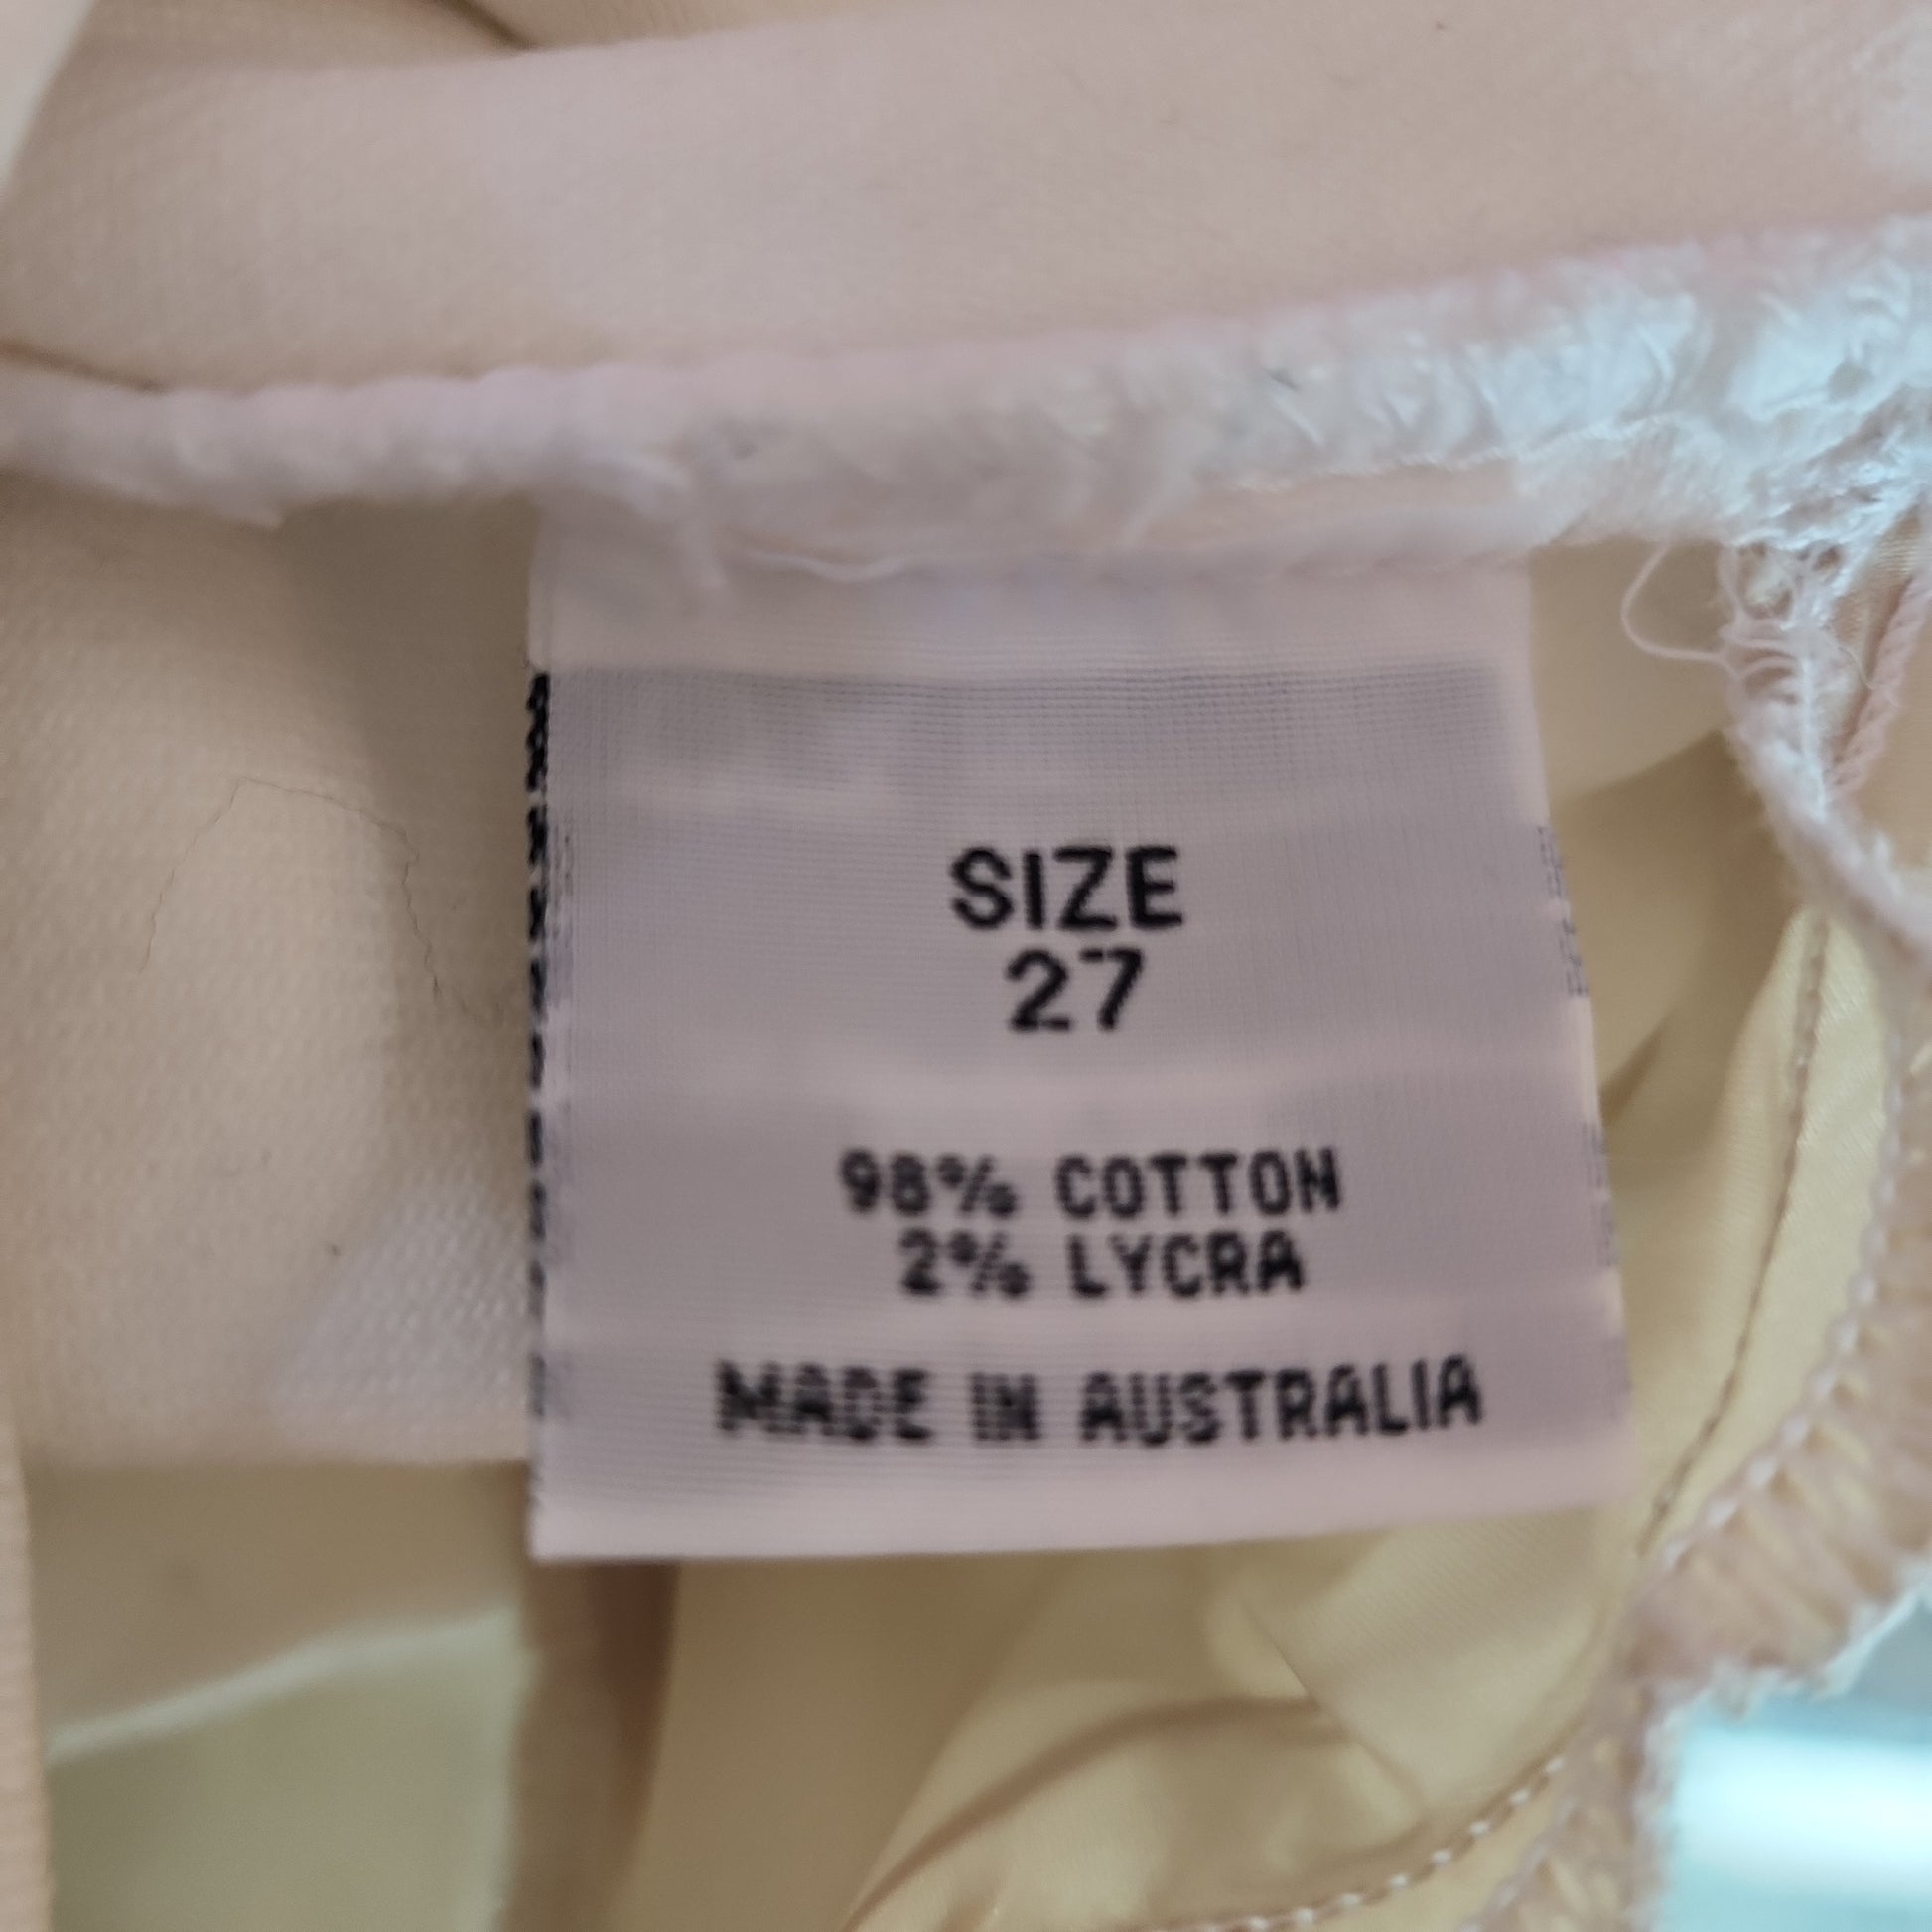 SIZE
27
98% COTTON
2% LYCRA
MADE IN AUSTRALIA